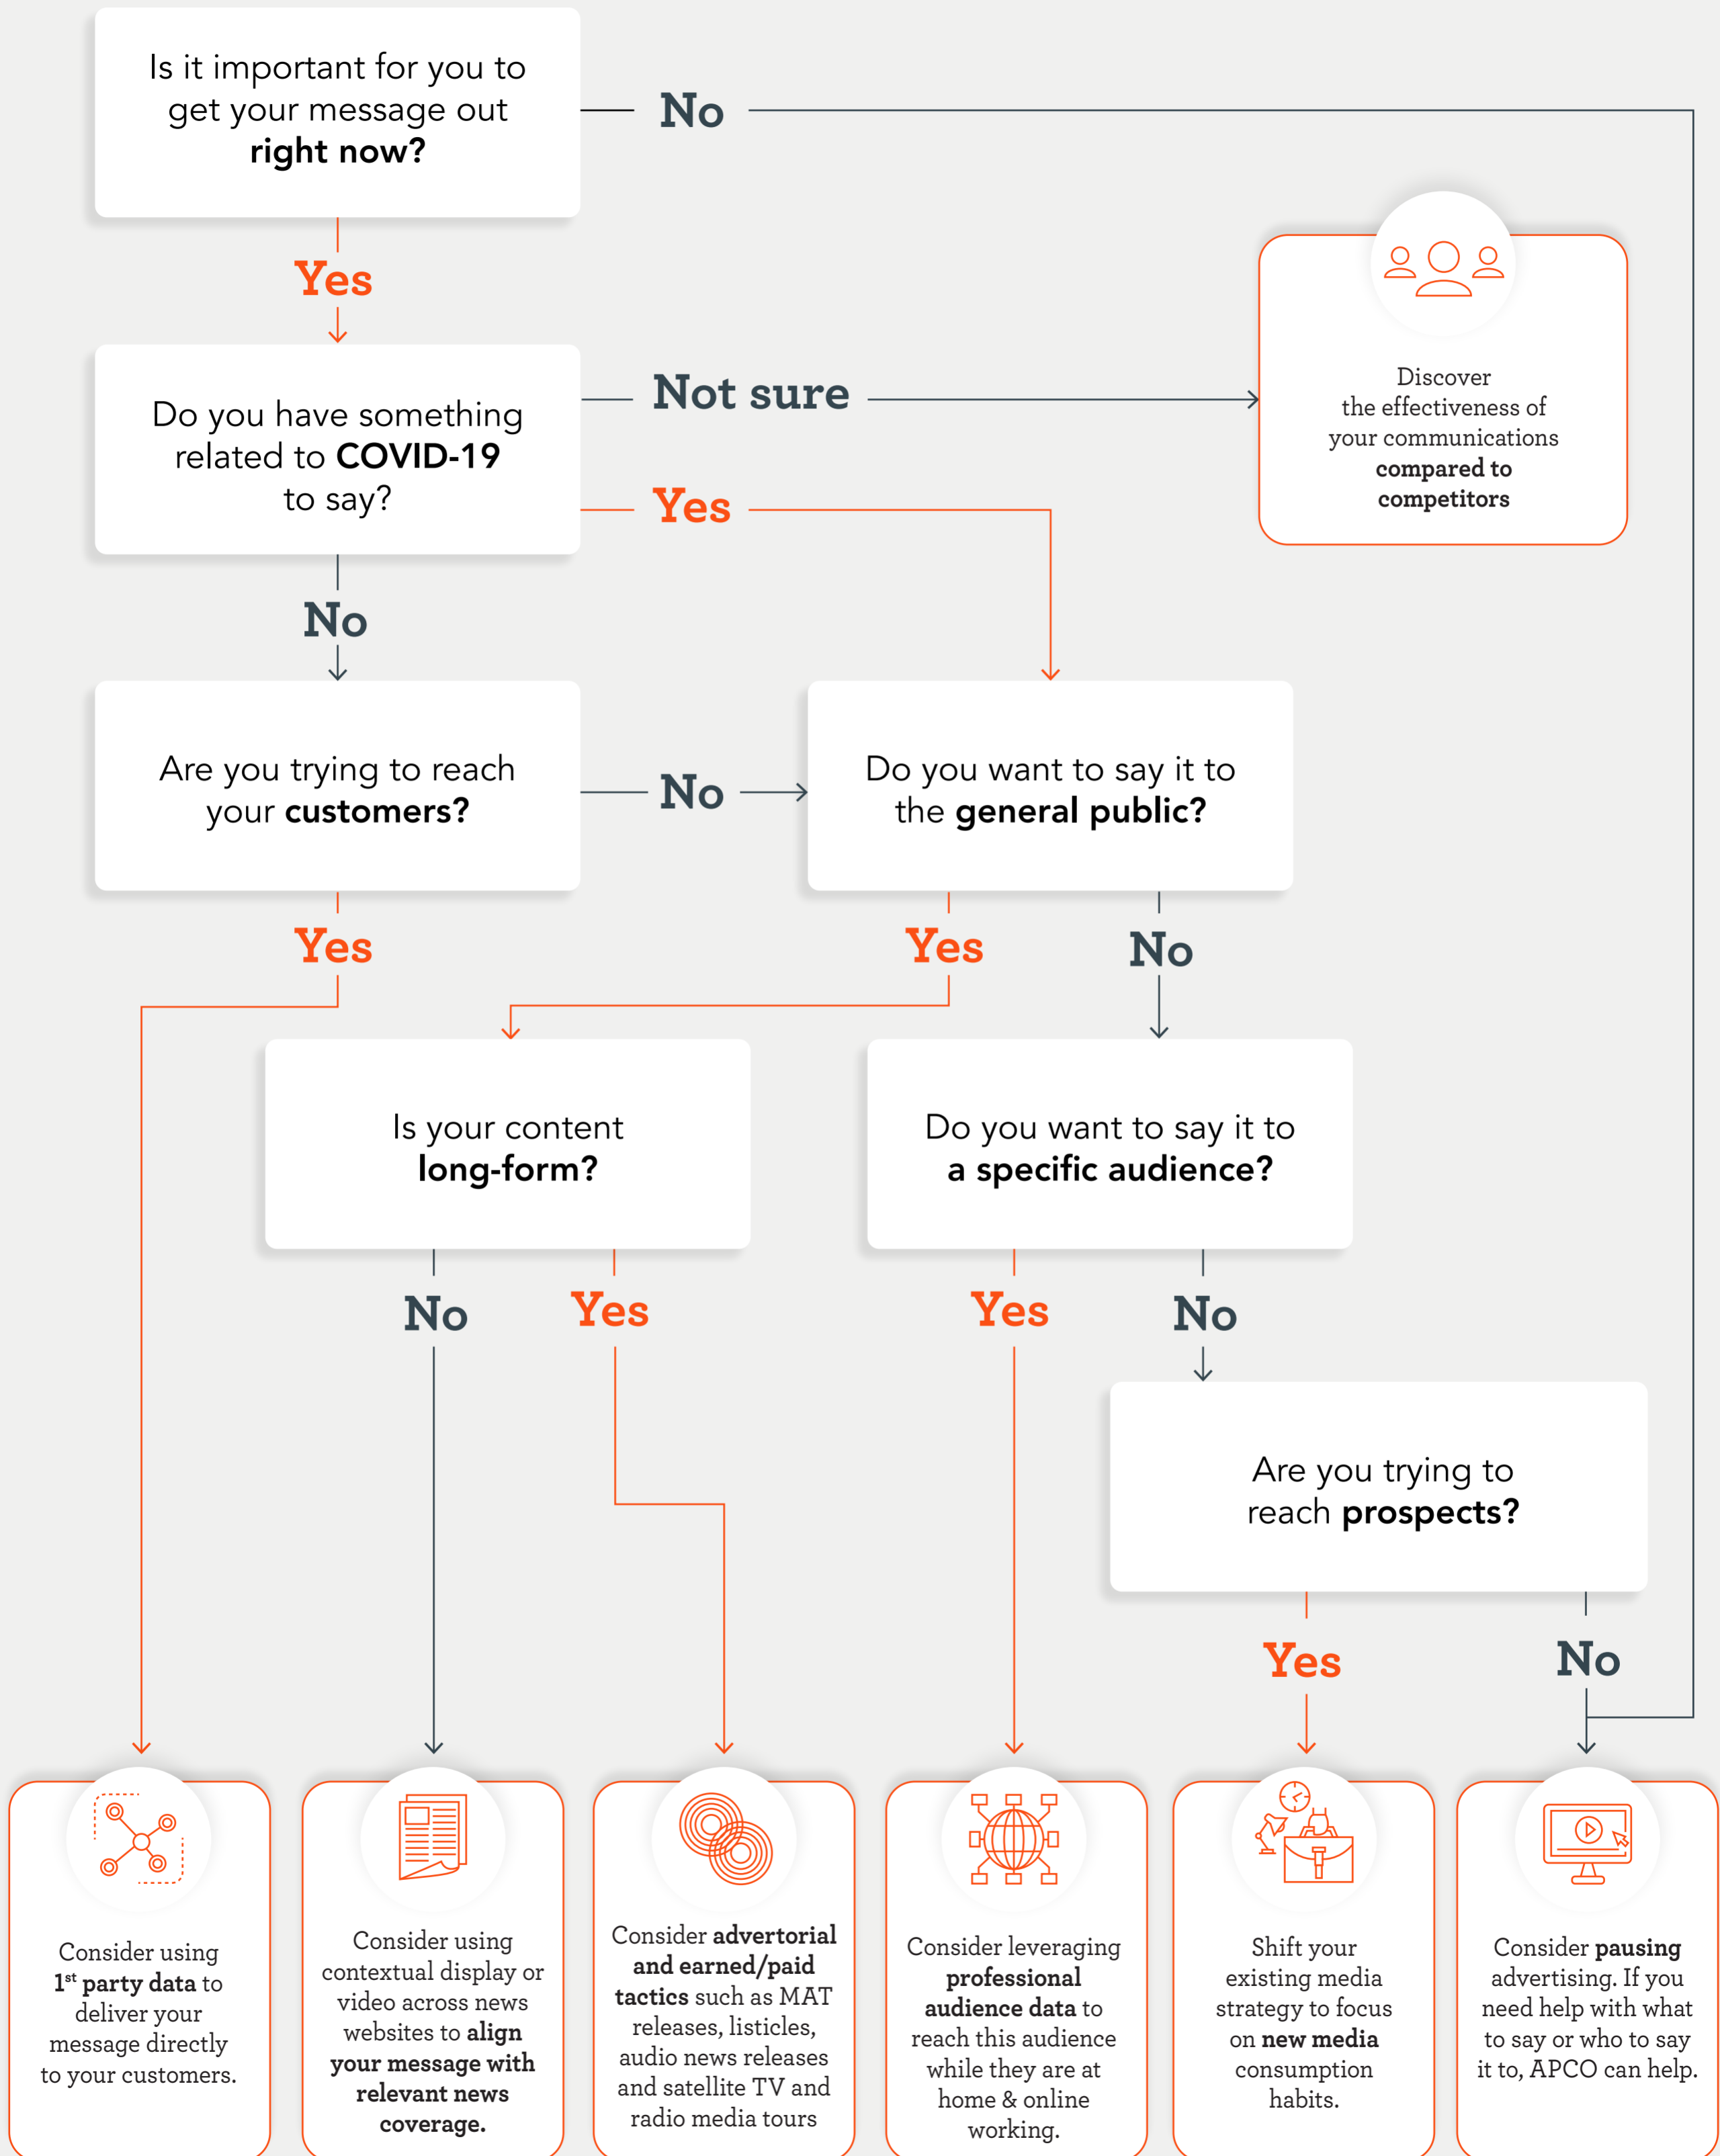 Is it important for you to
get your message out
right now?
No
Yes
Do you have something
related to COVID-19
to say?
Not sure
Discover
the effectiveness of
your communications
compared to
competitors
Yes
No
Are you trying to reach
your customers?
No
Do you want to say it to
the general public?
Yes
Yes
No
Is your content
long-form?
Do you want to say it to
a specific audience?
No
Yes
Yes
No
Are you trying to
reach prospects?
Yes
No
Consider using
1st party data to
deliver your
message directly
to your customers.
Consider using
contextual display or
video across news
websites to align
your message with
relevant news
coverage.
Consider advertorial
and earned/paid
tactics such as MAT
releases, listicles,
audio news releases
and satellite TV and
radio media tours
Consider leveraging
professional
audience data to
reach this audience
while they are at
home & online
working.
Shift your
existing media
strategy to focus
on new media
consumption
habits.
Consider pausing
advertising. If you
need help with what
to say or who to say
it to, APCO can help.